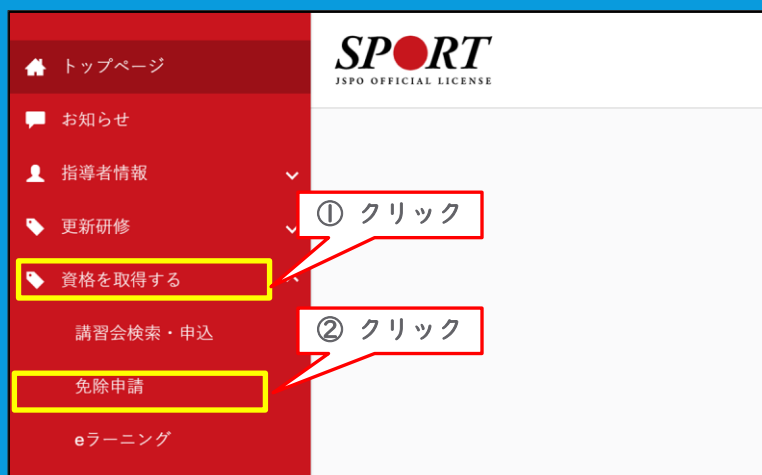 トップページ
SPORT
JSPO OFFICIAL LICENSE
お知らせ
指導者情報
① クリック
更新研修
資格を取得する
講習会検索・申込
② クリック
免除申請
eラーニング